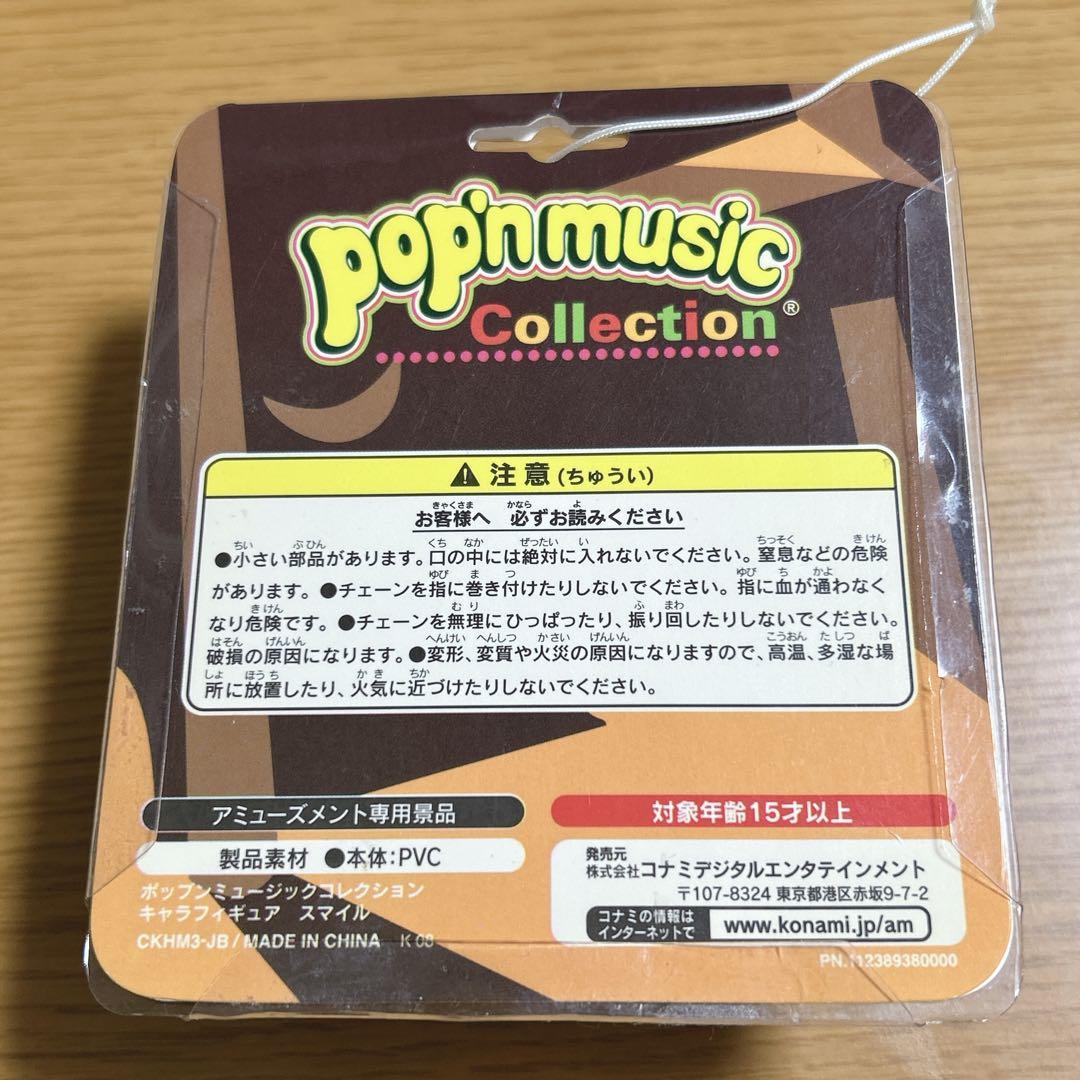 pop'n music
Collection®
注意(ちゅうい)
お客様へ 必ずお読みください
●小さい部品があります。口の中には絶対に入れないでください。窒息などの危険
があります。●チェーンを指に巻き付けたりしないでください。指に血が通わなく
なり危険です。●チェーンを無理にひっぱったり、振り回したりしないでください。
破損の原因になります。●変形、変質や火災の原因になりますので、高温、多湿な場
所に放置したり、火気に近づけたりしないでください。
アミューズメント専用景品
製品素材 ●本体:PVC
ポップンミュージックコレクション
キャラフィギュア スマイル
CKHM3-JB / MADE IN CHINA K 08
対象年齢15才以上
発売元
株式会社コナミデジタルエンタテインメント
〒107-8324 東京都港区赤坂9-7-2
コナミの情報は
インターネットで
www.konami.jp/am
PN.112389380000